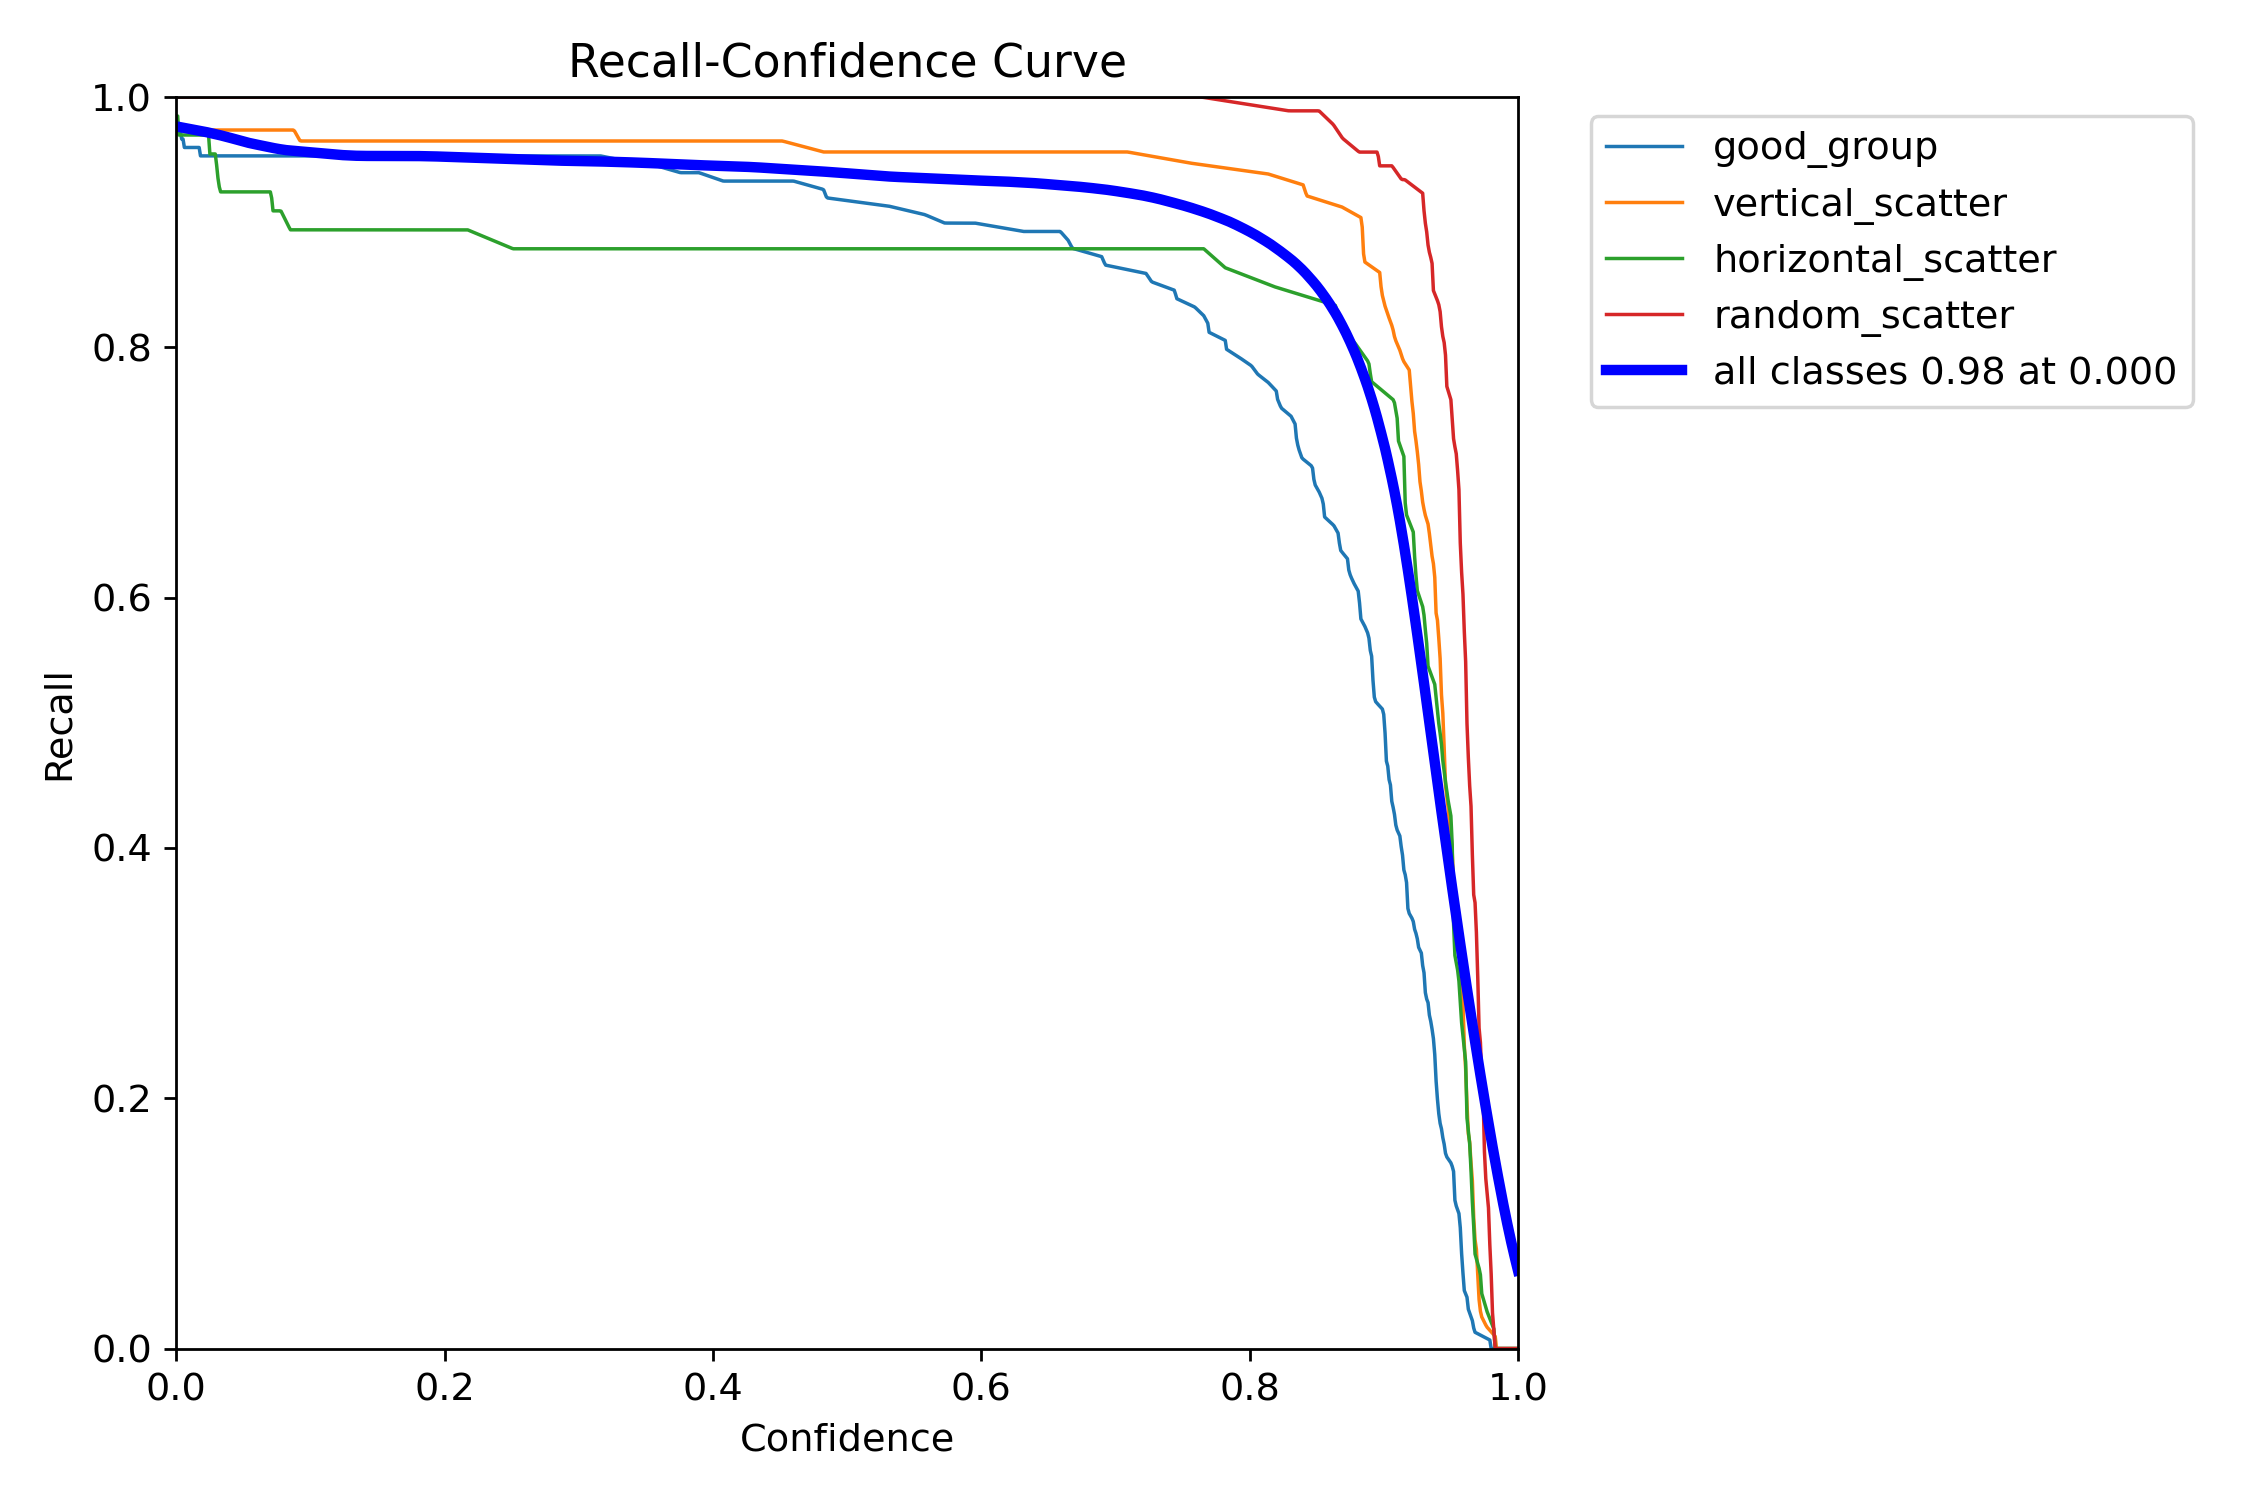 Recall-Confidence Curve
1.0
0.8
0.6
0.4
0.2
0.0
Recall
0.0 0.2 0.4 0.6 0.8 1.0
Confidence
good_group
vertical_scatter
horizontal_scatter
random_scatter
all classes 0.98 at 0.000